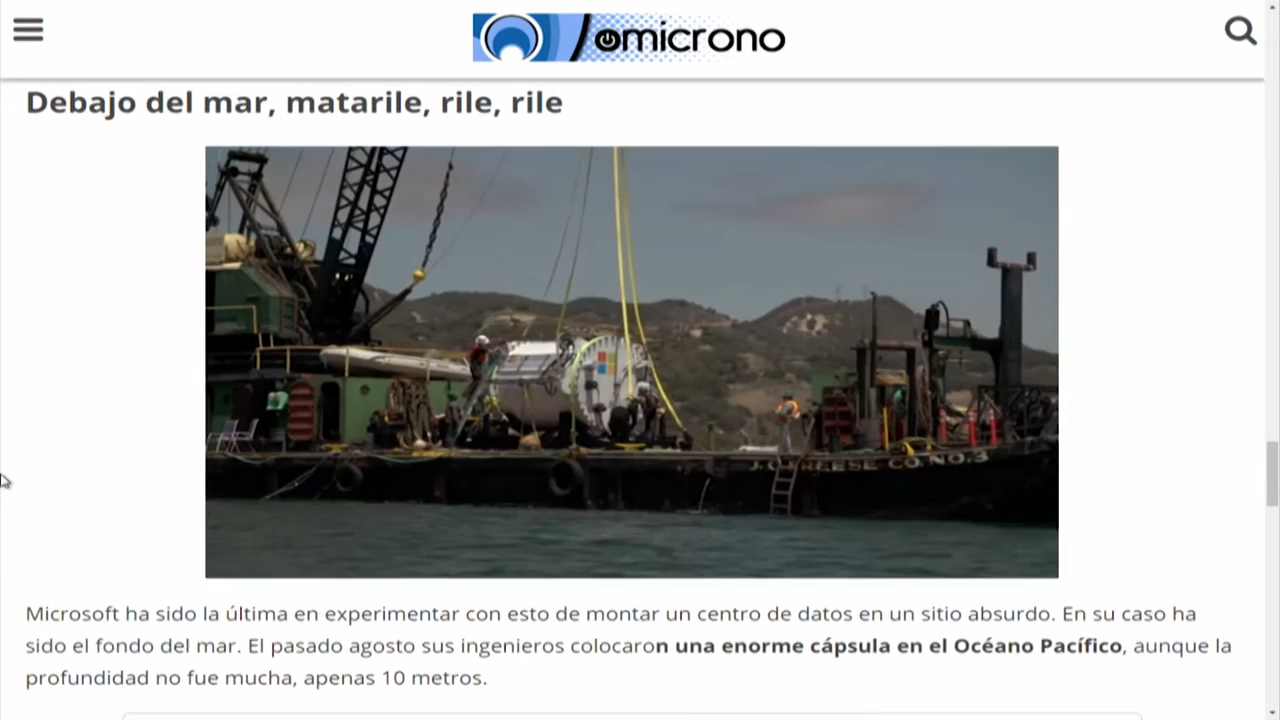 omicrono
Debajo del mar, matarile, rile, rile
CO.NO.3
Microsoft ha sido la última en experimentar con esto de montar un centro de datos en un sitio absurdo. En su caso ha
sido el fondo del mar. El pasado agosto sus ingenieros colocaron una enorme cápsula en el Océano Pacífico, aunque la
profundidad no fue mucha, apenas 10 metros.